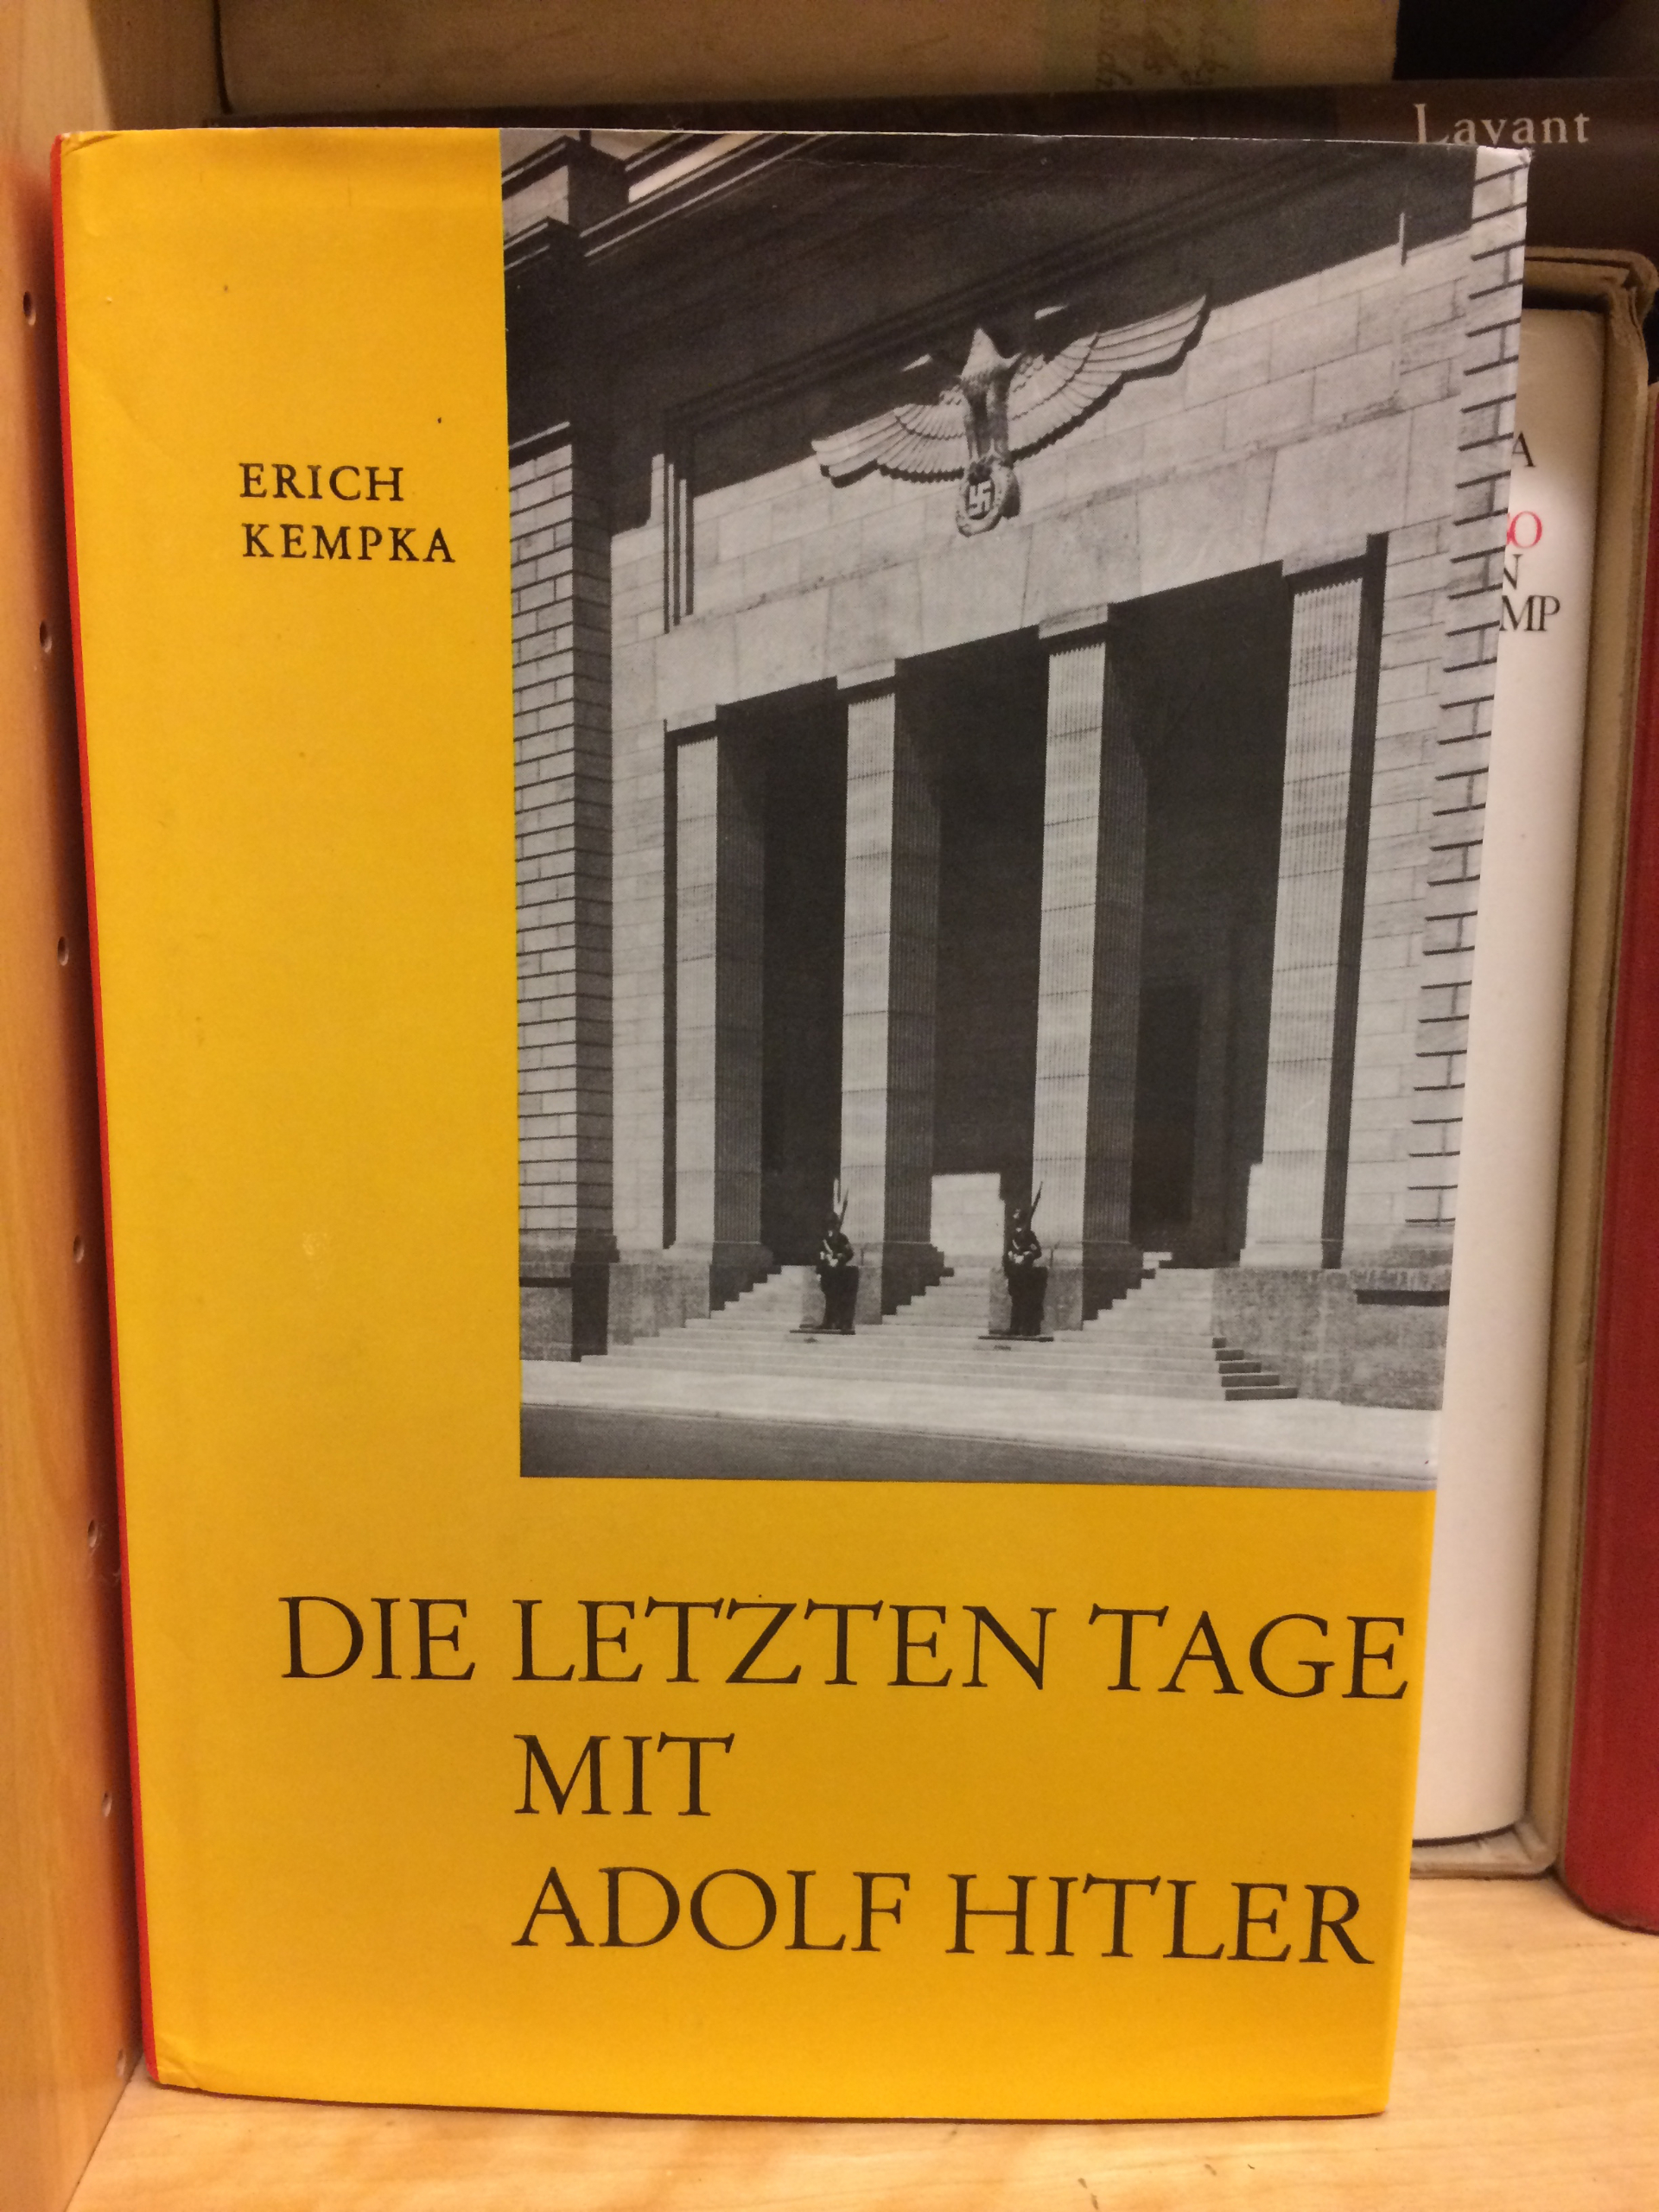 Lavant
ERICH
KEMPKA
DIE LETZTEN TAGE
MIT
ADOLF HITLER